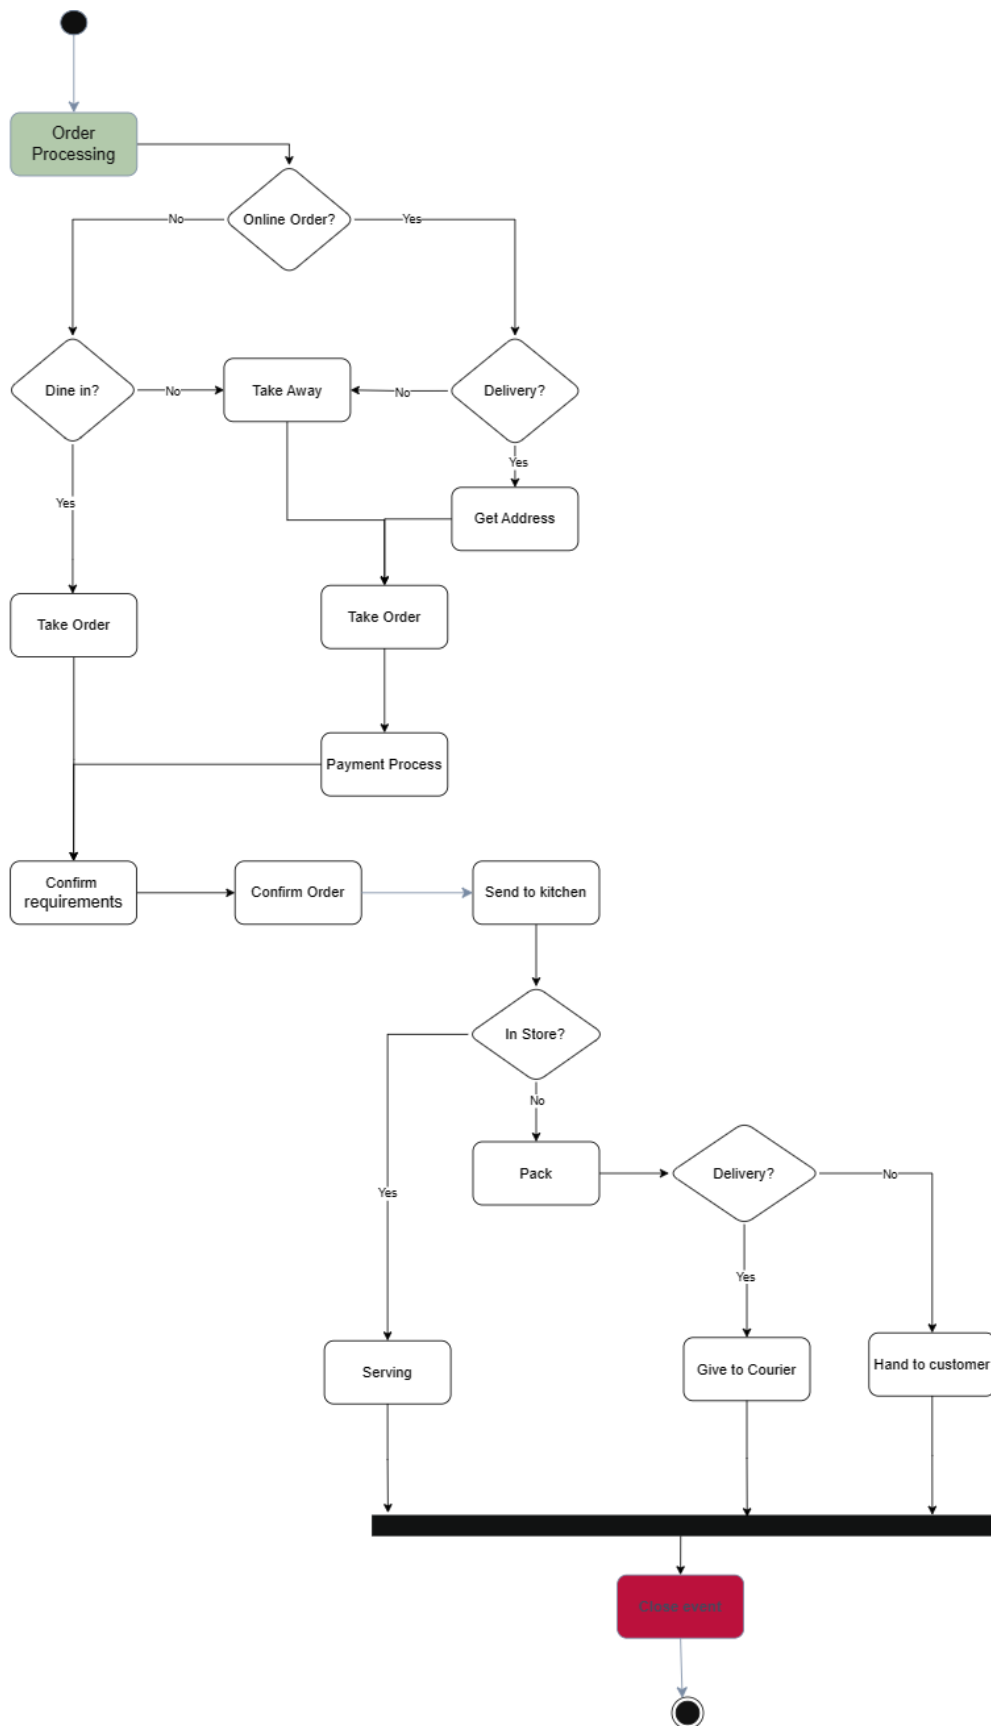 Order
Processing
Online Order?
No
Yes
Dine in?
No
Take Away
No
Delivery?
Yes
Yes
Get Address
Take Order
Take Order
Payment Process
Confirm
requirements
Confirm Order
Send to kitchen
In Store?
No
Pack
Delivery?
No
Yes
Yes
Serving
Give to Courier
Hand to customer
Close event